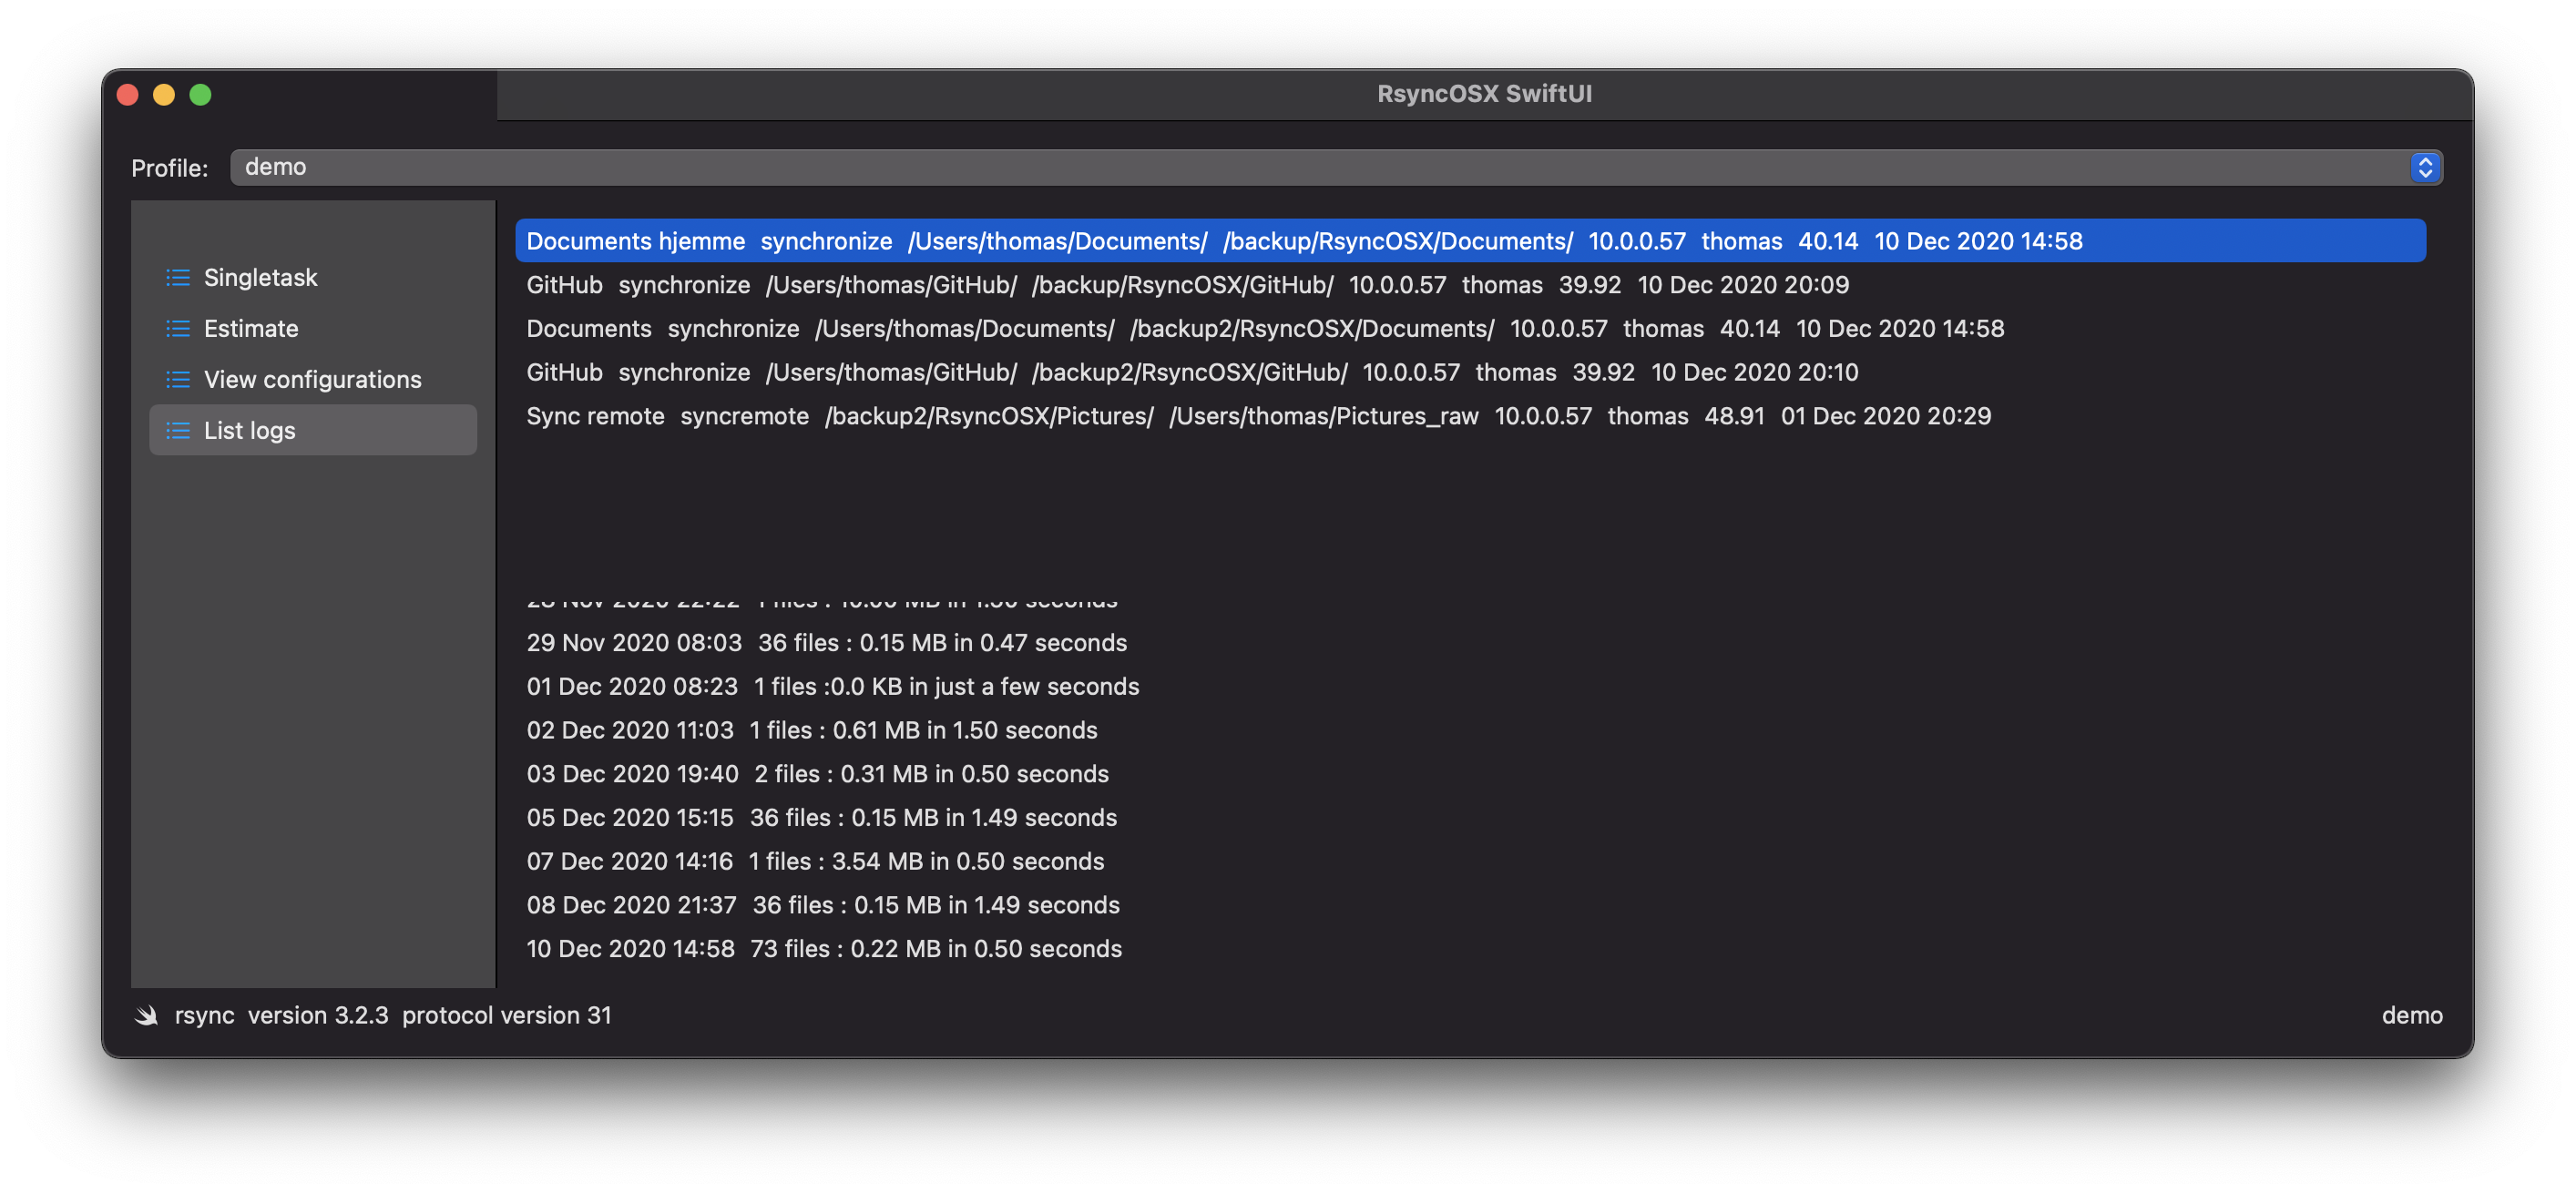 RsyncOSX SwiftUI
Profile: demo
Singletask
Estimate
View configurations
List logs
Documents hjemme synchronize /Users/thomas/Documents/ /backup/RsyncOSX/Documents/ 10.0.0.57 thomas 40.14 10 Dec 2020 14:58
GitHub synchronize /Users/thomas/GitHub/ /backup/RsyncOSX/GitHub/ 10.0.0.57 thomas 39.92 10 Dec 2020 20:09
Documents synchronize /Users/thomas/Documents/ /backup2/RsyncOSX/Documents/ 10.0.0.57 thomas 40.14 10 Dec 2020 14:58
GitHub synchronize /Users/thomas/GitHub/ /backup2/RsyncOSX/GitHub/ 10.0.0.57 thomas 39.92 10 Dec 2020 20:10
Sync remote syncremote /backup2/RsyncOSX/Pictures/ /Users/thomas/Pictures_raw 10.0.0.57 thomas 48.91 01 Dec 2020 20:29
Nov 2020 22:22 1 files : MB in seconds
29 Nov 2020 08:03 36 files : 0.15 MB in 0.47 seconds
01 Dec 2020 08:23 1 files :0.0 KB in just a few seconds
02 Dec 2020 11:03 1 files : 0.61 MB in 1.50 seconds
03 Dec 2020 19:40 2 files : 0.31 MB in 0.50 seconds
05 Dec 2020 15:15 36 files : 0.15 MB in 1.49 seconds
07 Dec 2020 14:16 1 files : 3.54 MB in 0.50 seconds
08 Dec 2020 21:37 36 files : 0.15 MB in 1.49 seconds
10 Dec 2020 14:58 73 files : 0.22 MB in 0.50 seconds
rsync version 3.2.3 protocol version 31
demo